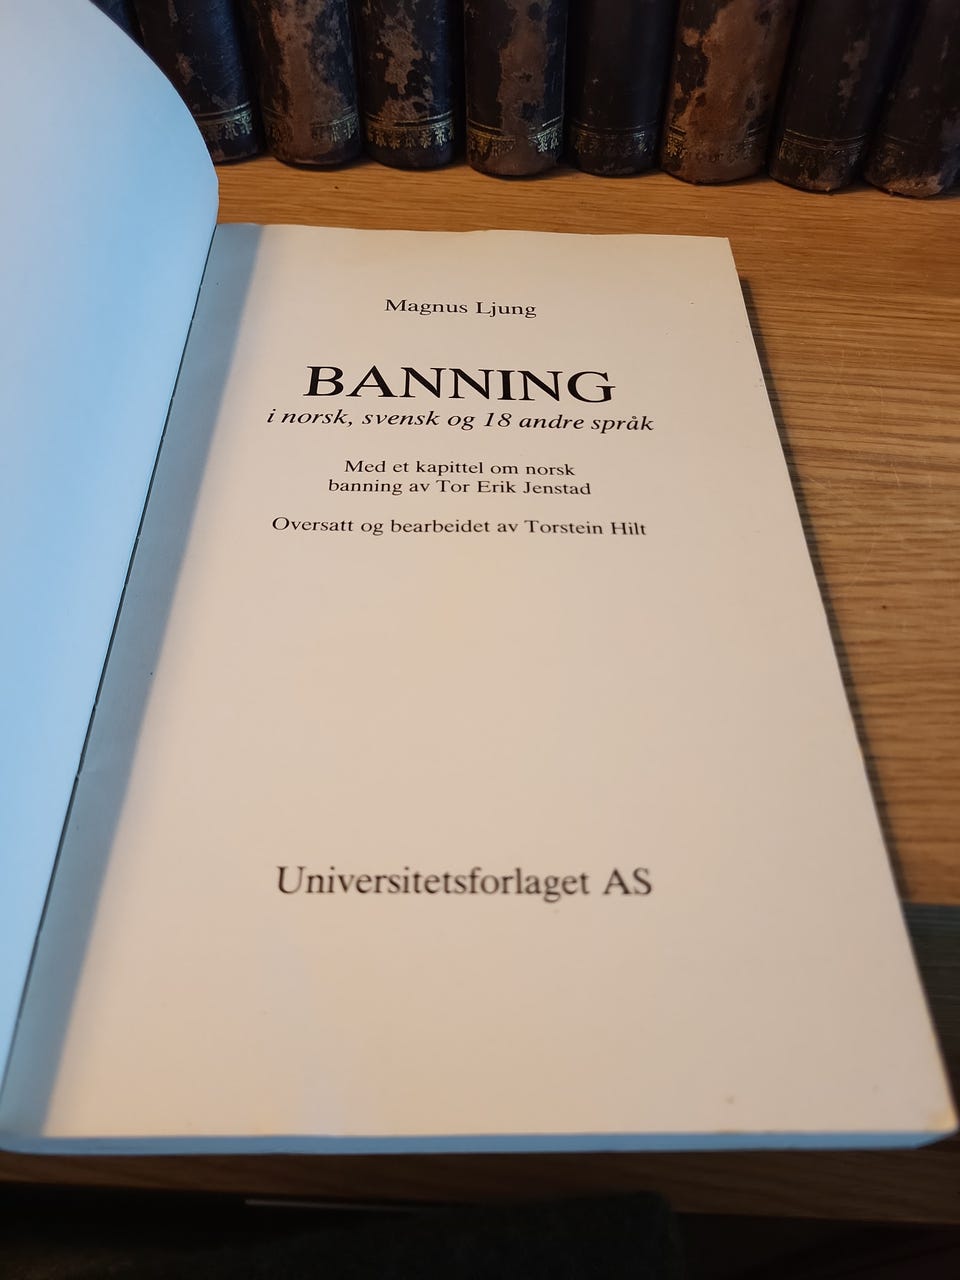 Magnus Ljung
BANNING
i norsk, svensk og 18 andre språk
Med et kapittel om norsk
banning av Tor Erik Jenstad
Oversatt og bearbeidet av Torstein Hilt
Universitetsforlaget AS